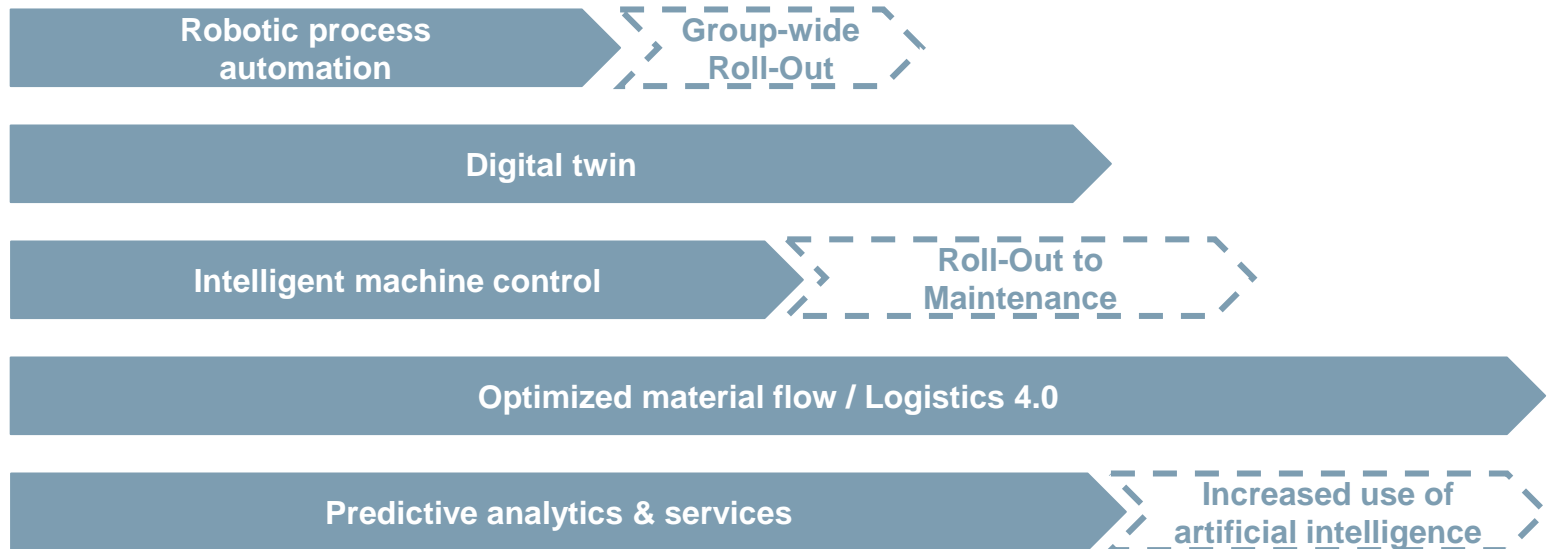 Robotic process
automation
Group-wide
Roll-Out
Digital twin
Intelligent machine control
Roll-Out to
Maintenance
Optimized material flow / Logistics 4.0
Predictive analytics & services
Increased use of
artificial intelligence